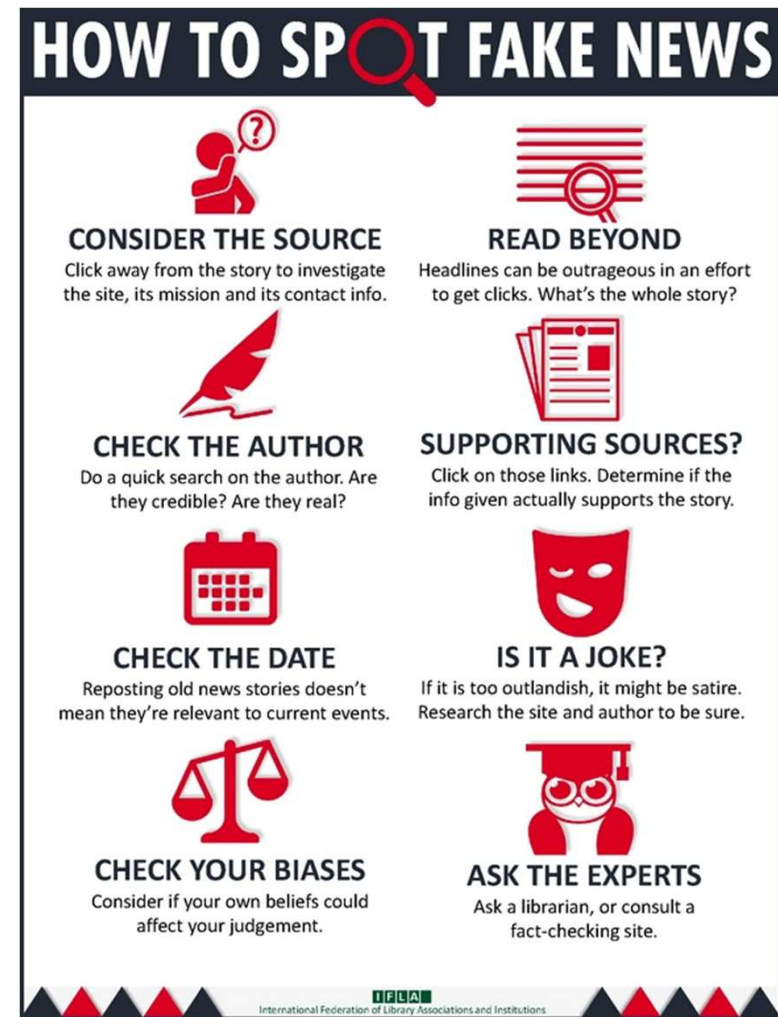 HOW TO SPOT FAKE NEWS
?
CONSIDER THE SOURCE
Click away from the story to investigate
the site, its mission and its contact info.
READ BEYOND
Headlines can be outrageous in an effort
to get clicks. What's the whole story?
CHECK THE AUTHOR
Do a quick search on the author. Are
they credible? Are they real?
SUPPORTING SOURCES?
Click on those links. Determine if the
info given actually supports the story.
CHECK THE DATE
Reposting old news stories doesn't
mean they're relevant to current events.
IS IT A JOKE?
If it is too outlandish, it might be satire.
Research the site and author to be sure.
CHECK YOUR BIASES
Consider if your own beliefs could
affect your judgement.
ASK THE EXPERTS
Ask a librarian, or consult a
fact-checking site.
IFLA
International Federation of Library Associations and Institutions